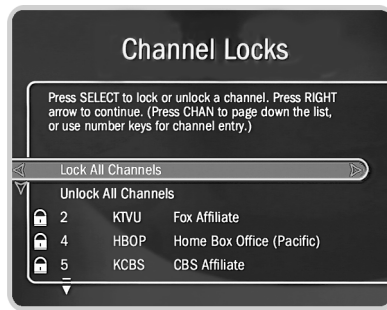 Channel Locks
Press SELECT to lock or unlock a channel. Press RIGHT
arrow to continue. (Press CHAN to page down the list,
or use number keys for channel entry.)
Lock All Channels
Unlock All Channels
2 KTVU Fox Affiliate
4 HBOP Home Box Office (Pacific)
5 KCBS CBS Affiliate